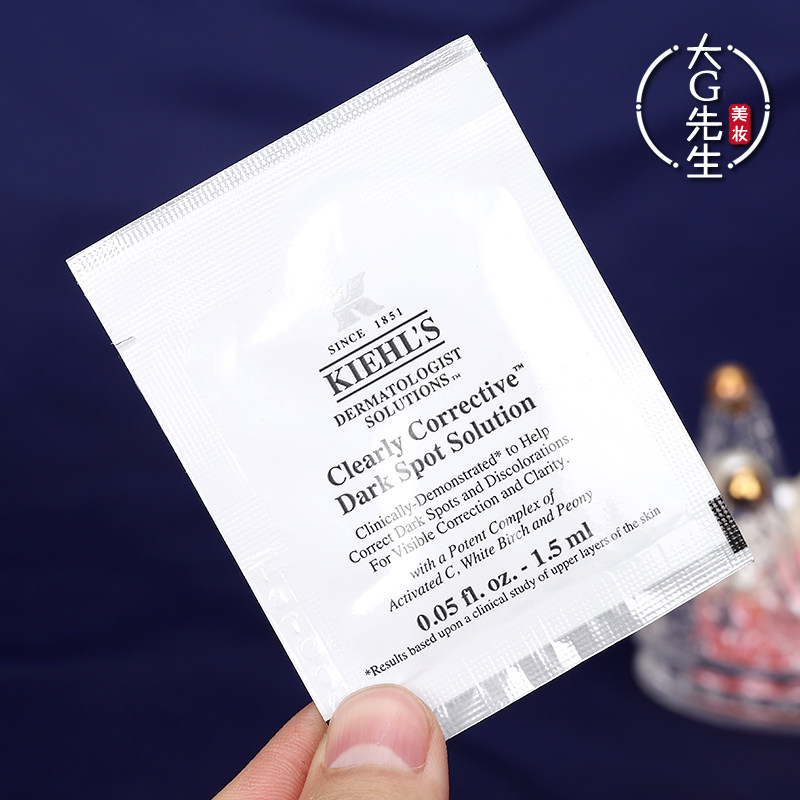 大G先生
美妆
SINCE 1851
KIEHL'S
DERMATOLOGIST
SOLUTIONS™
Clearly Corrective™
Dark Spot Solution
Clinically-Demonstrated* to Help
Correct Dark Spots and Discolorations.
For Visible Correction and Clarity.
with a Potent Complex of
Activated C, White Birch and Peony
0.05 fl. oz. - 1.5 ml
*Results based upon a clinical study of upper layers of the skin